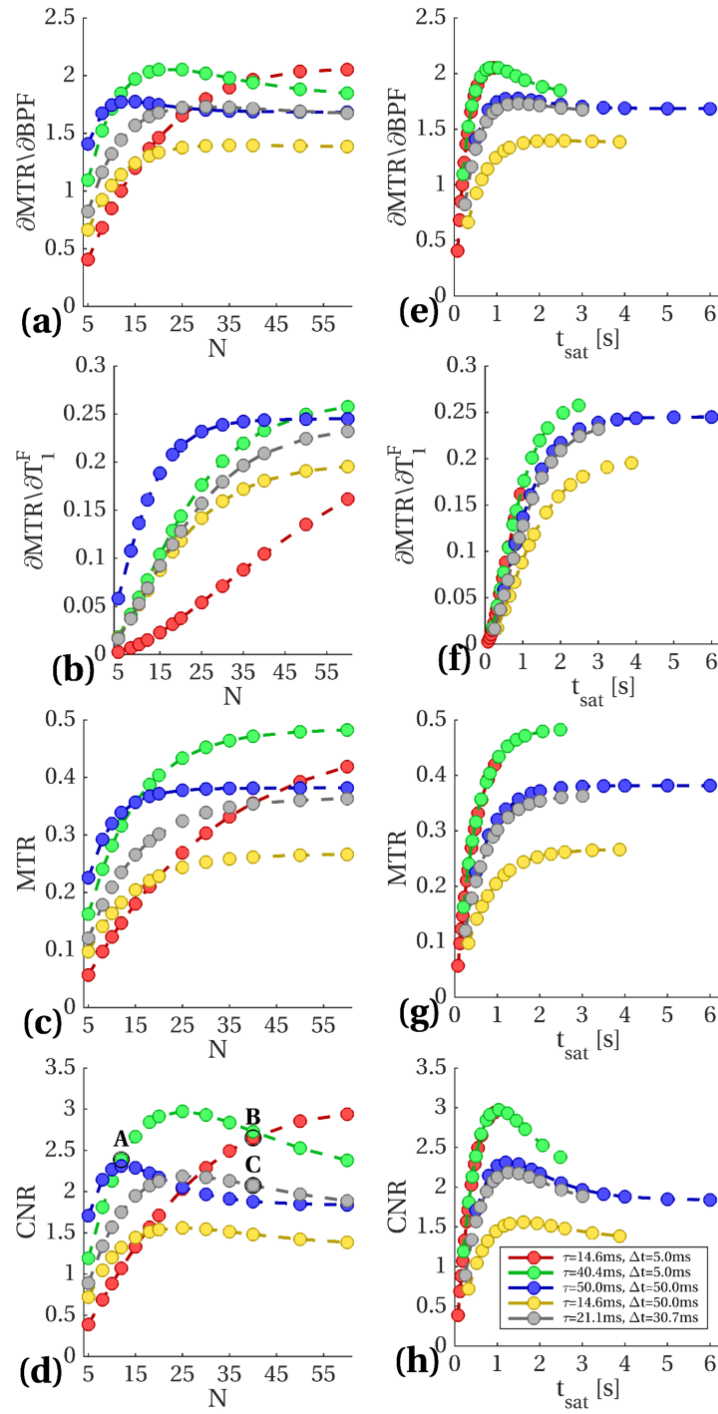 2.5
2
1.5
1
0.5
0
∂MTR\∂BPF
5 15 25 35 45 55
N
(a)
2.5
2
1.5
1
0.5
0
∂MTR\∂BPF
0 1 2 3 4 5 6
t_sat [s]
(e)
0.3
0.25
0.2
0.15
0.1
0.05
0
∂MTR\∂T₁ᶠ
5 15 25 35 45 55
N
(b)
0.3
0.25
0.2
0.15
0.1
0.05
0
∂MTR\∂T₁ᶠ
0 1 2 3 4 5 6
t_sat [s]
(f)
0.5
0.4
0.3
0.2
0.1
0
MTR
5 15 25 35 45 55
N
(c)
0.5
0.4
0.3
0.2
0.1
0
MTR
0 1 2 3 4 5 6
t_sat [s]
(g)
3.5
3
2.5
2
1.5
1
0.5
0
CNR
A
B
C
5 15 25 35 45 55
N
(d)
3.5
3
2.5
2
1.5
1
0.5
0
CNR
τ=14.6ms, Δt=5.0ms
τ=40.4ms, Δt=5.0ms
τ=50.0ms, Δt=50.0ms
τ=14.6ms, Δt=50.0ms
τ=21.1ms, Δt=30.7ms
0 1 2 3 4 5 6
t_sat [s]
(h)